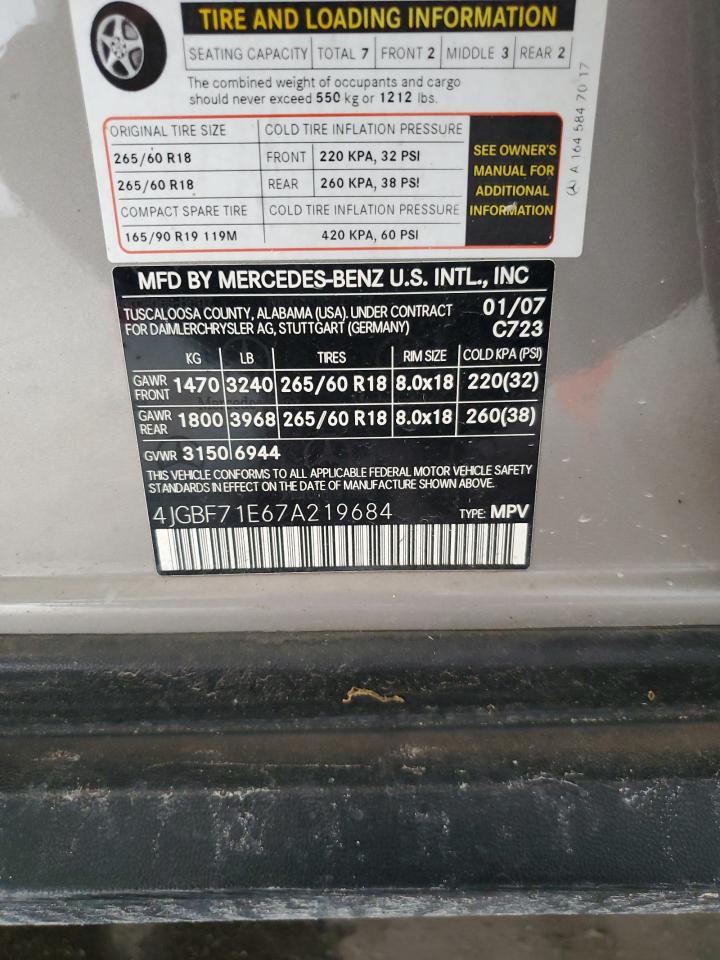 TIRE AND LOADING INFORMATION
SEATING CAPACITY TOTAL 7 FRONT 2 MIDDLE 3 REAR 2
The combined weight of occupants and cargo
should never exceed 550 kg or 1212 lbs.
ORIGINAL TIRE SIZE COLD TIRE INFLATION PRESSURE
265/60 R18 FRONT 220 KPA, 32 PSI
265/60 R18 REAR 260 KPA, 38 PSI
COMPACT SPARE TIRE COLD TIRE INFLATION PRESSURE
165/90 R19 119M 420 KPA, 60 PSI
SEE OWNER'S
MANUAL FOR
ADDITIONAL
INFORMATION
A 164 584 70 17
MFD BY MERCEDES-BENZ U.S. INTL., INC
TUSCALOOSA COUNTY, ALABAMA (USA). UNDER CONTRACT 01/07
FOR DAIMLERCHRYSLER AG, STUTTGART (GERMANY) C723
KG LB TIRES RIM SIZE COLD KPA (PSI)
GAWR FRONT 1470 3240 265/60 R18 8.0x18 220(32)
GAWR REAR 1800 3968 265/60 R18 8.0x18 260(38)
GVWR 3150 6944
THIS VEHICLE CONFORMS TO ALL APPLICABLE FEDERAL MOTOR VEHICLE SAFETY
STANDARDS IN EFFECT ON THE DATE OF MANUFACTURE SHOWN ABOVE.
4JGBF71E67A219684 TYPE: MPV